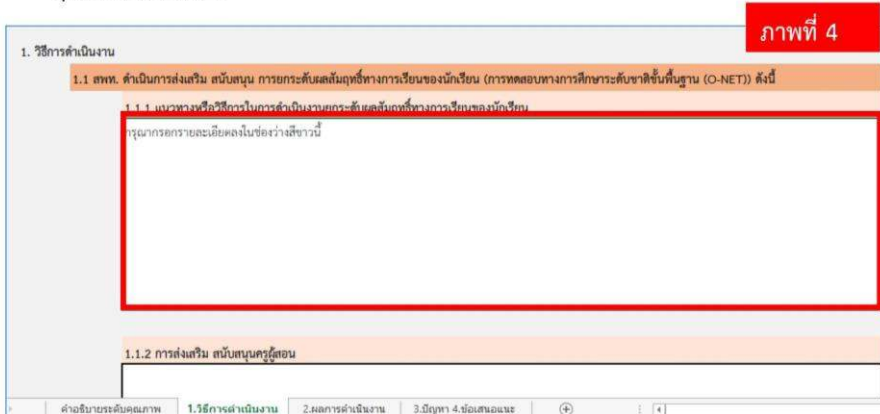 ภาพที่ 4
1. วิธีการดำเนินงาน
1.1 สพท. ดำเนินการส่งเสริม สนับสนุน การยกระดับผลสัมฤทธิ์ทางการเรียนของนักเรียน (การทดสอบทางการศึกษาระดับชาติขั้นพื้นฐาน (O-NET)) ดังนี้
1.1.1 แนวทางหรือวิธีการในการดำเนินงานยกระดับผลสัมฤทธิ์ทางการเรียนของนักเรียน
กรุณากรอกรายละเอียดลงในช่องว่างสีขาวนี้
1.1.2 การส่งเสริม สนับสนุนครูผู้สอน
คำอธิบายระดับคุณภาพ 1.วิธีการดำเนินงาน 2.ผลการดำเนินงาน 3.ปัญหา 4.ข้อเสนอแนะ